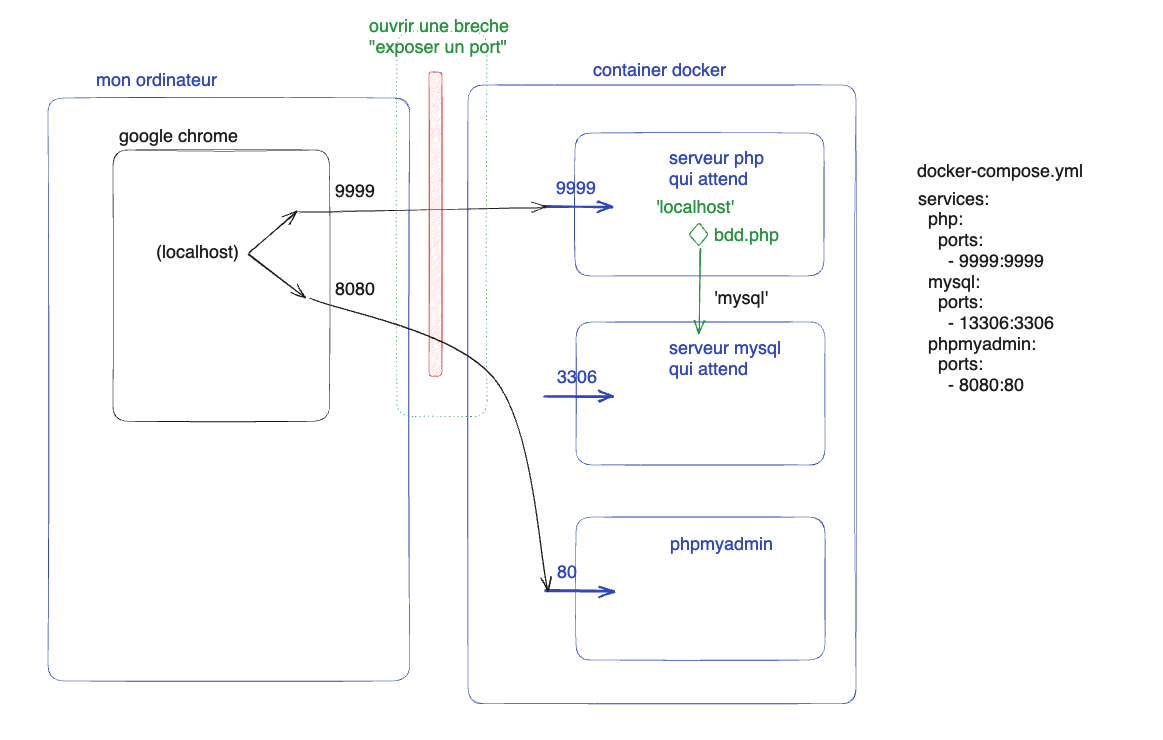 ouvrir une breche
"exposer un port"
mon ordinateur
container docker
google chrome
(localhost)
9999
8080
9999
serveur php
qui attend
'localhost'
bdd.php
'mysql'
3306
serveur mysql
qui attend
80
phpmyadmin
docker-compose.yml
services:
php:
ports:
- 9999:9999
mysql:
ports:
- 13306:3306
phpmyadmin:
ports:
- 8080:80